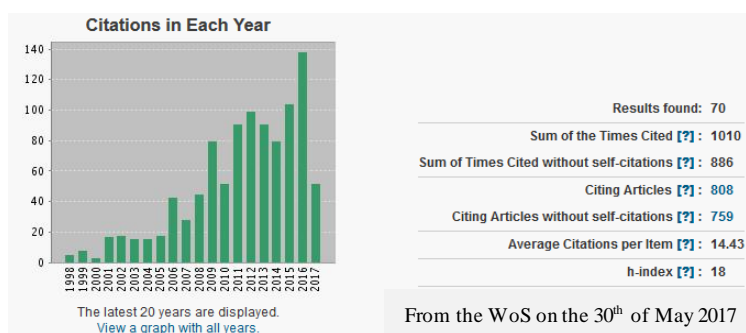 Citations in Each Year
140
120
100
80
60
40
20
0
1998
1999
2000
2001
2002
2003
2004
2005
2006
2007
2008
2009
2010
2011
2012
2013
2014
2015
2016
2017
The latest 20 years are displayed.
View a graph with all years.
Results found: 70
Sum of the Times Cited [?] : 1010
Sum of Times Cited without self-citations [?] : 886
Citing Articles [?] : 808
Citing Articles without self-citations [?] : 759
Average Citations per Item [?] : 14.43
h-index [?] : 18
From the WoS on the 30th of May 2017